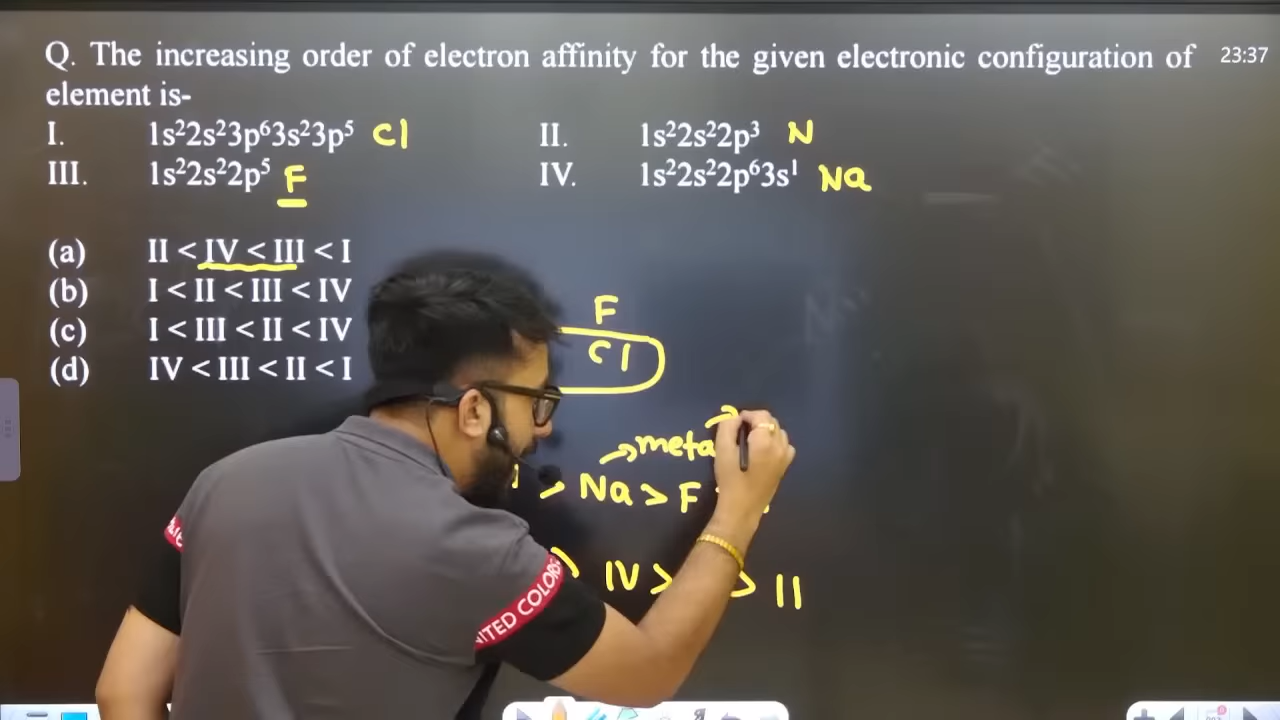 Q. The increasing order of electron affinity for the given electronic configuration of 23:37
element is-
I. 1s²2s²3p⁶3s²3p⁵ Cl II. 1s²2s²2p³ N
III. 1s²2s²2p⁵ F IV. 1s²2s²2p⁶3s¹ Na
(a) II < IV < III < I
(b) I < II < III < IV
(c) I < III < II < IV
(d) IV < III < II < I
F
Cl
→ meta
> Na > F
> IV > > II